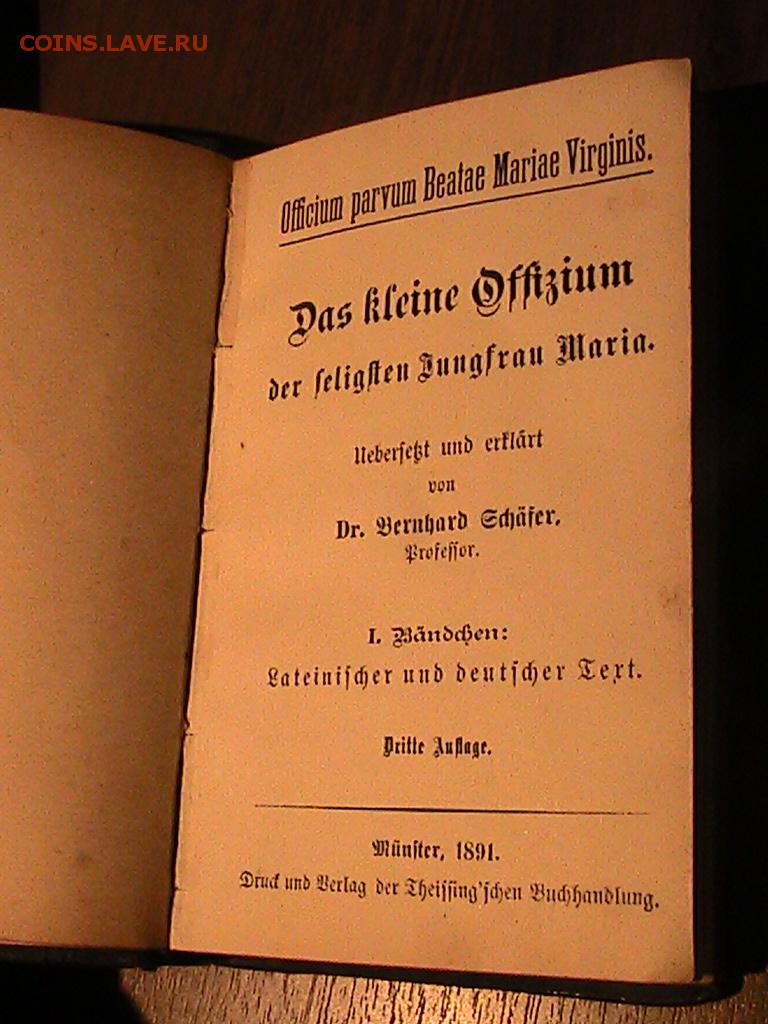 COINS.LAVE.RU
Officium parvum Beatae Mariae Virginis.
Das kleine Offizium
der seligsten Jungfrau Maria.
Uebersetzt und erklärt
von
Dr. Bernhard Schäfer,
Professor.
I. Bändchen:
Lateinischer und deutscher Text.
Dritte Auflage.
Münster, 1891.
Druck und Verlag der Theissing'schen Buchhandlung.